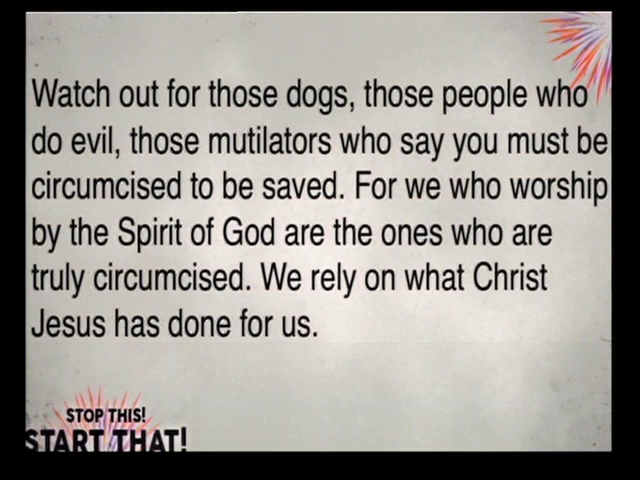 Watch out for those dogs, those people who
do evil, those mutilators who say you must be
circumcised to be saved. For we who worship
by the Spirit of God are the ones who are
truly circumcised. We rely on what Christ
Jesus has done for us.
STOP THIS!
START THAT!